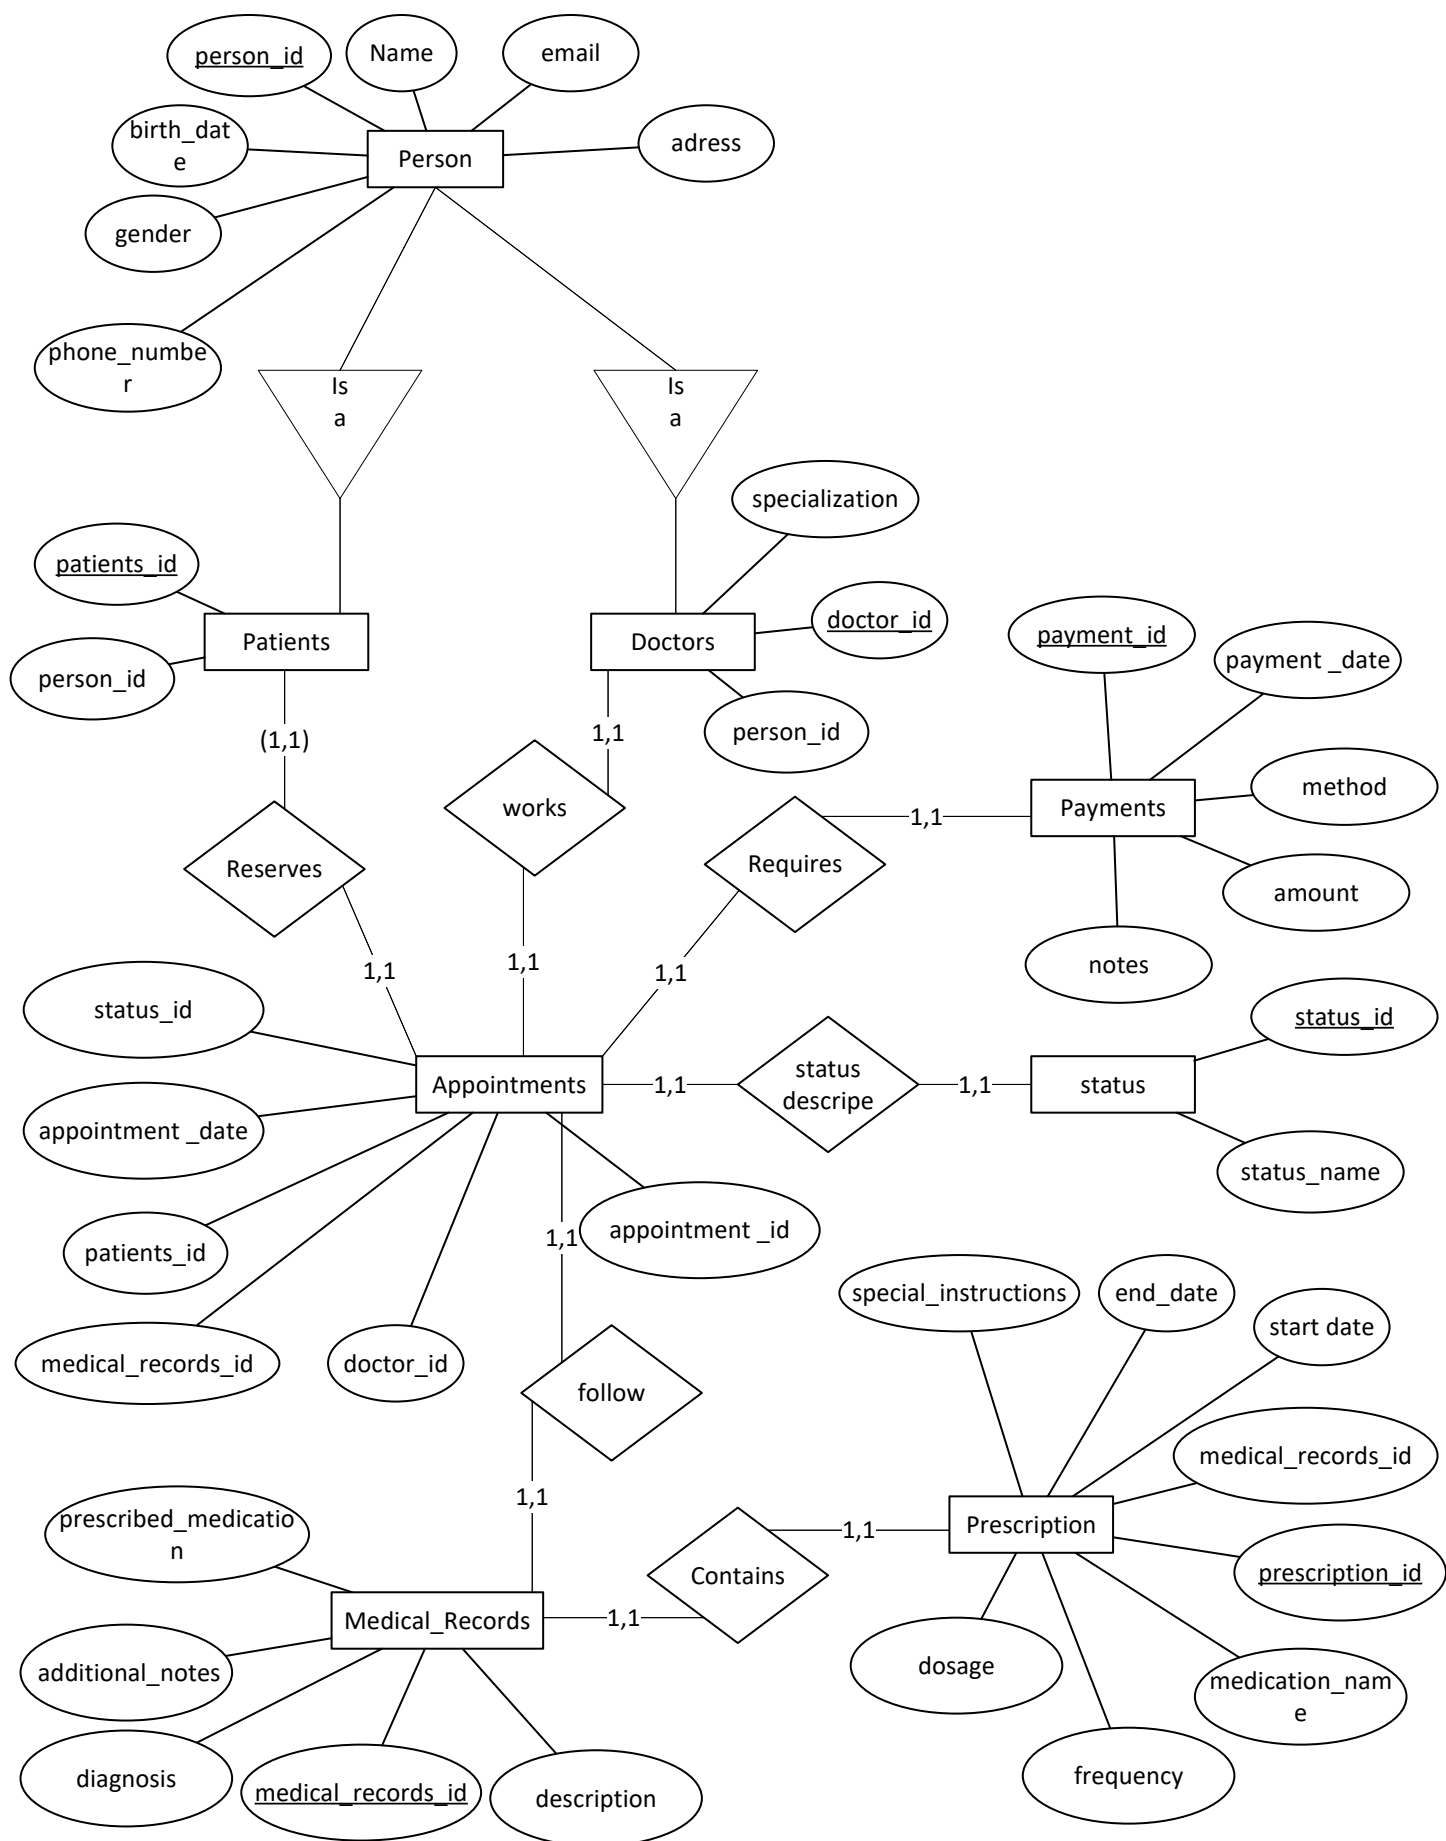 person_id
Name
email
birth_dat
e
Person
adress
gender
phone_numbe
r
Is
a
Is
a
specialization
patients_id
doctor_id
payment_id
Patients
Doctors
payment _date
person_id
person_id
(1,1)
1,1
method
works
Payments
1,1
Reserves
Requires
amount
1,1
1,1
1,1
notes
status_id
status_id
Appointments
1,1
status
descripe
1,1
status
appointment _date
status_name
patients_id
1,1
appointment _id
special_instructions
end_date
start date
medical_records_id
doctor_id
follow
medical_records_id
1,1
prescribed_medicatio
n
1,1
Prescription
Contains
prescription_id
Medical_Records
1,1
additional_notes
dosage
medication_nam
e
diagnosis
medical_records_id
description
frequency